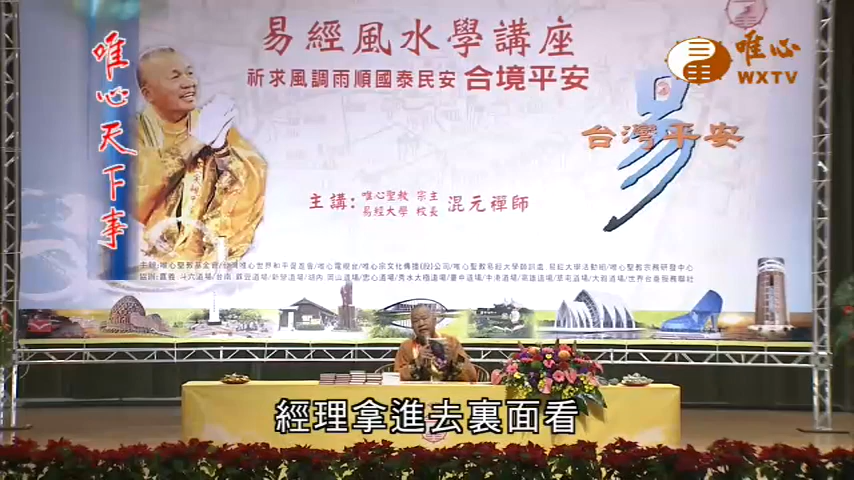 易經風水學講座
祈求風調雨順國泰民安 合境平安
唯心天下事
唯心
WXTV
易
台灣平安
主講:
唯心聖教 宗主
易經大學 校長
混元禪師
經理拿進去裏面看